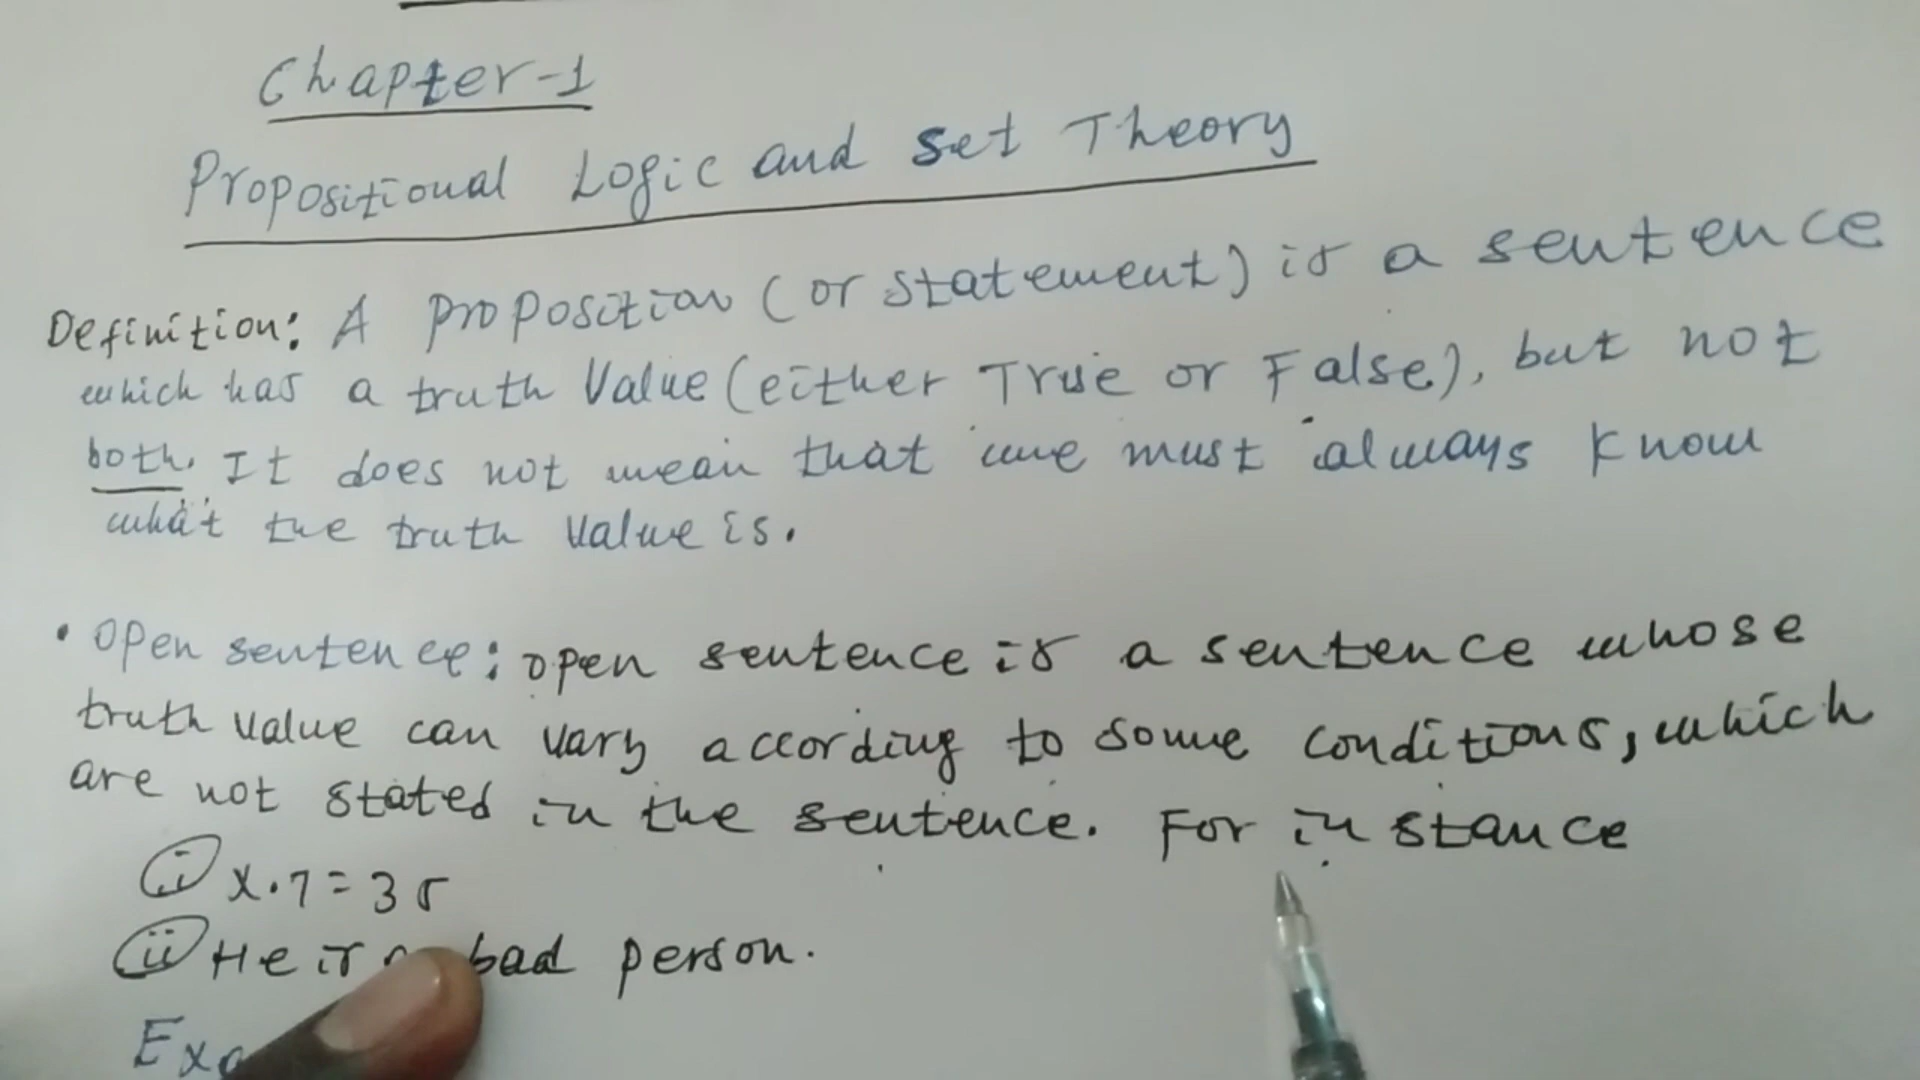 Chapter-1
Propositional Logic and set Theory
Definition: A proposition (or statement) is a sentence
which has a truth Value (either True or False), but not
both. It does not mean that we must always know
what the truth Value is.
• Open sentence: open sentence is a sentence whose
truth value can vary according to some conditions, which
are not stated in the sentence. For instance
(i) x.7=35
(ii) He is bad person.